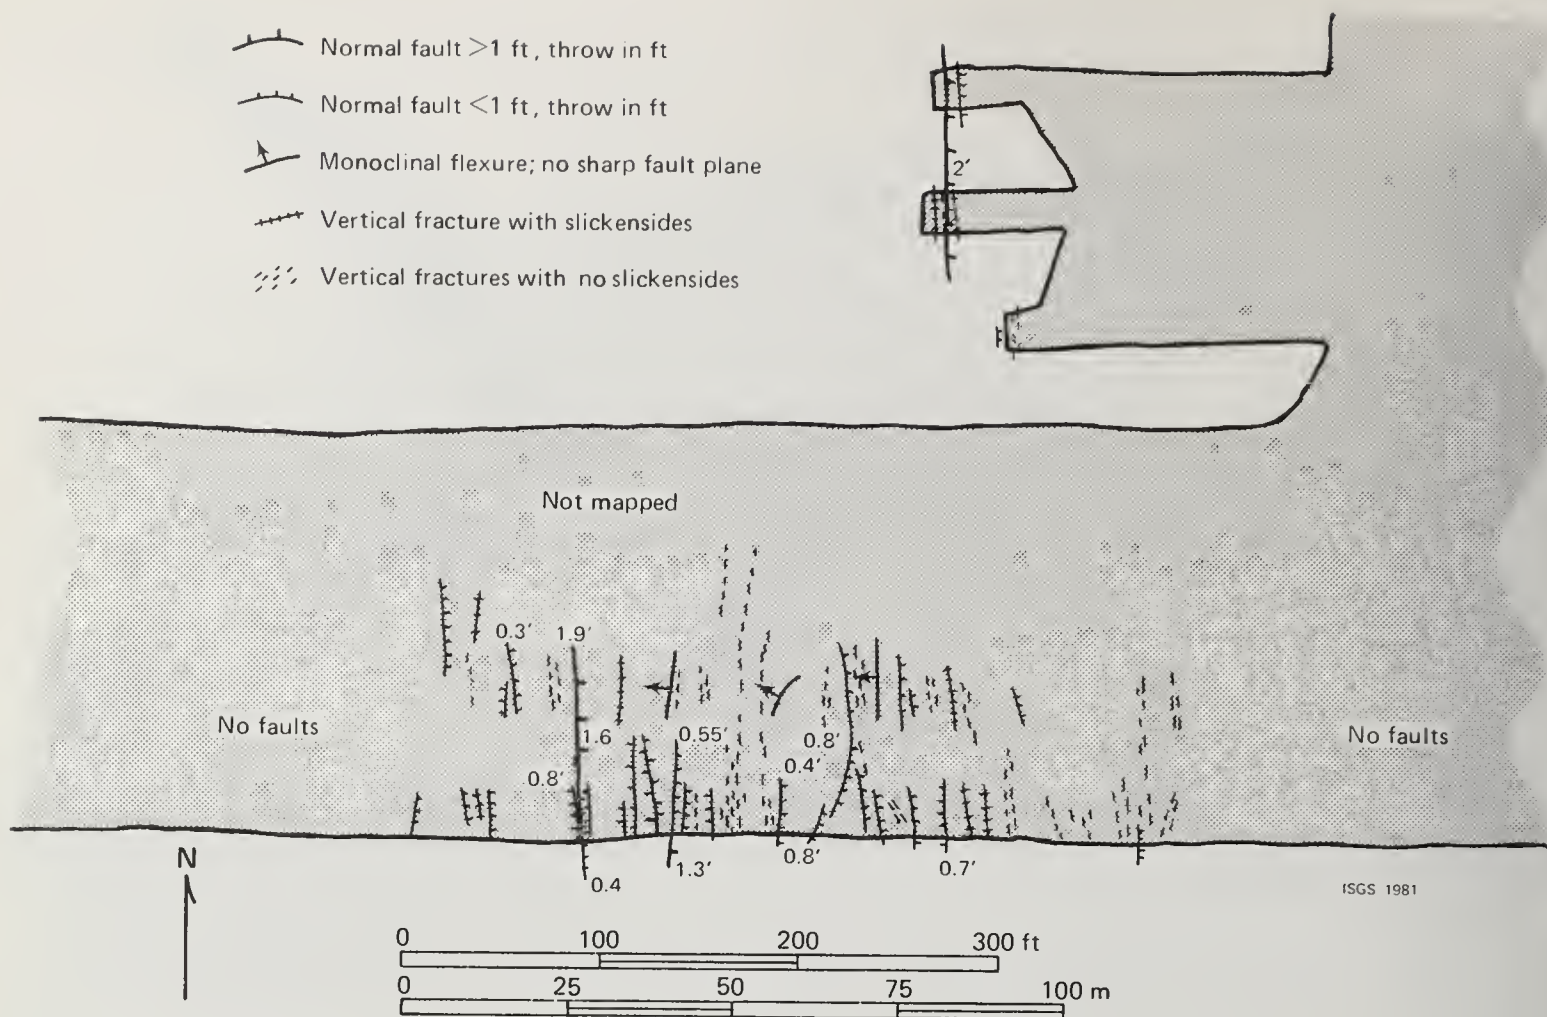 Normal fault >1 ft, throw in ft
Normal fault <1 ft, throw in ft
Monoclinal flexure; no sharp fault plane
Vertical fracture with slickensides
Vertical fractures with no slickensides
2'
Not mapped
0.3' 1.9'
No faults
1.6 0.55' 0.8'
No faults
0.8' 0.4'
N
0.4 1.3' 0.8' 0.7'
ISGS 1981
0 100 200 300 ft
0 25 50 75 100 m